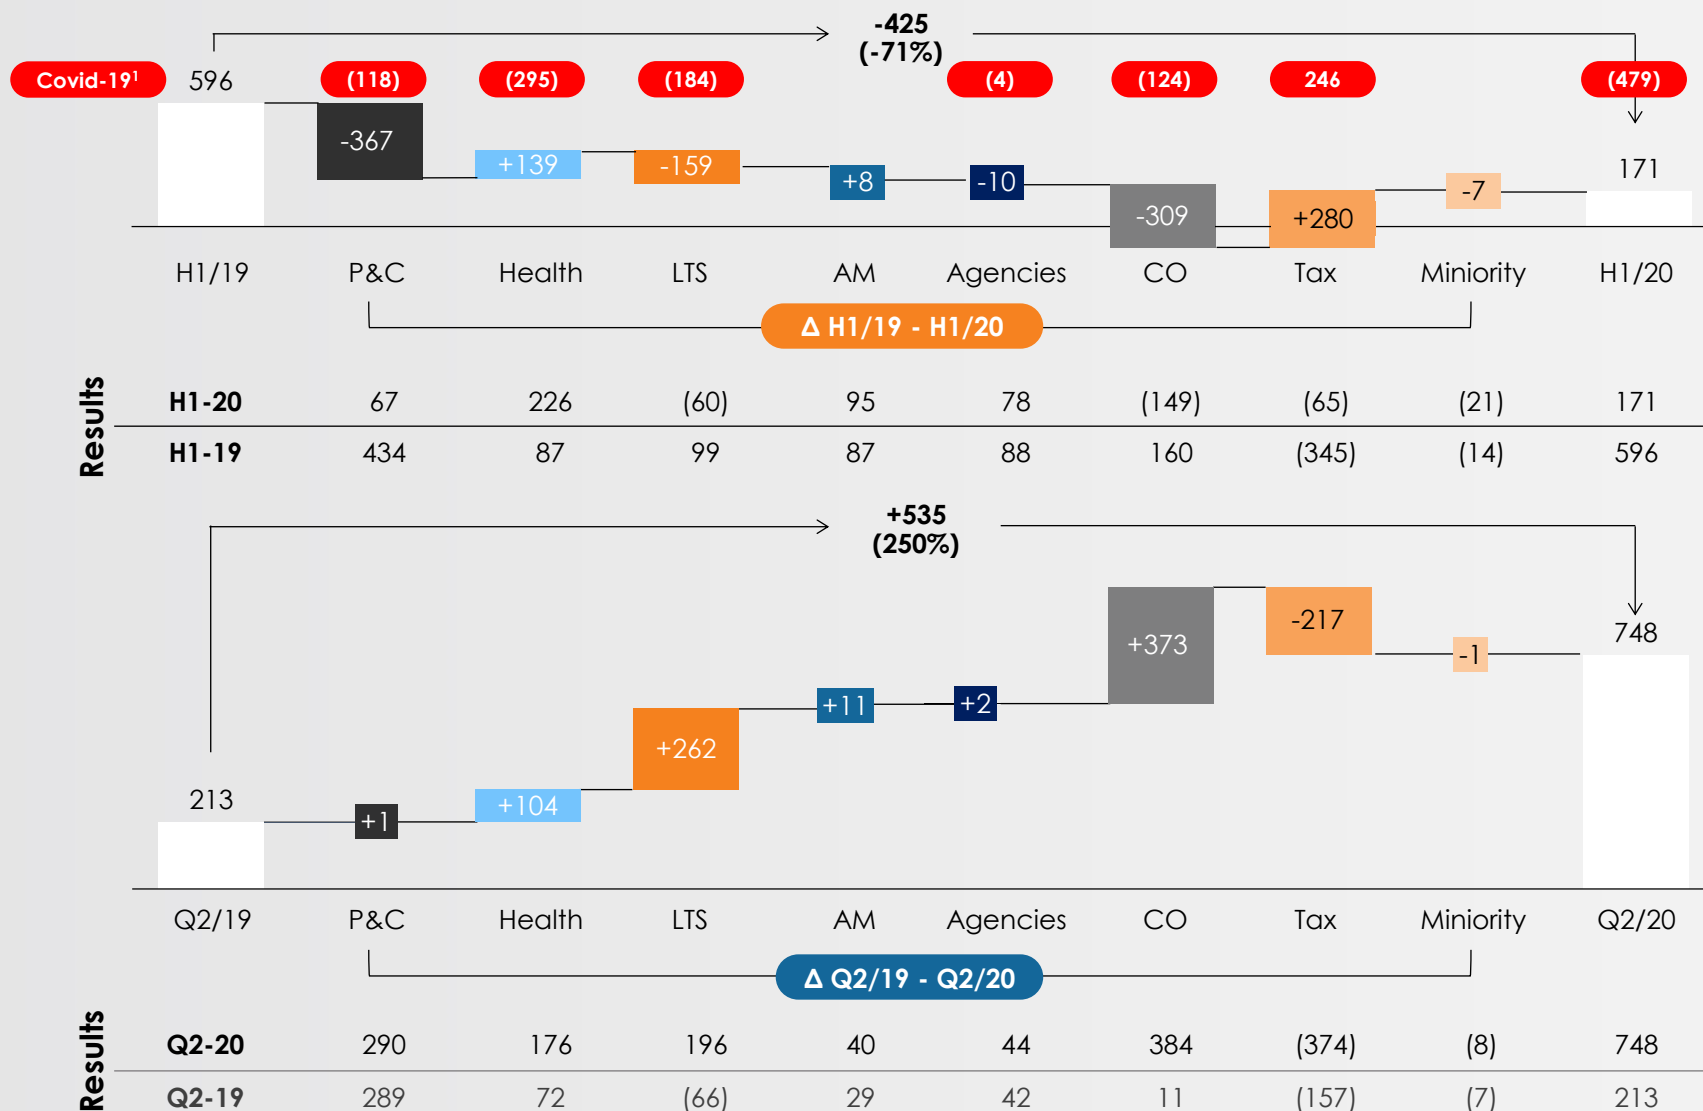 -425
(-71%)
Covid-19¹ 596 (118) (295) (184) (4) (124) 246 (479)
-367 +139 -159 +8 -10 -309 +280 -7 171
H1/19 P&C Health LTS AM Agencies CO Tax Miniority H1/20
Δ H1/19 - H1/20
Results
H1-20 67 226 (60) 95 78 (149) (65) (21) 171
H1-19 434 87 99 87 88 160 (345) (14) 596
+535
(250%)
213 +1 +104 +262 +11 +2 +373 -217 -1 748
Q2/19 P&C Health LTS AM Agencies CO Tax Miniority Q2/20
Δ Q2/19 - Q2/20
Results
Q2-20 290 176 196 40 44 384 (374) (8) 748
Q2-19 289 72 (66) 29 42 11 (157) (7) 213